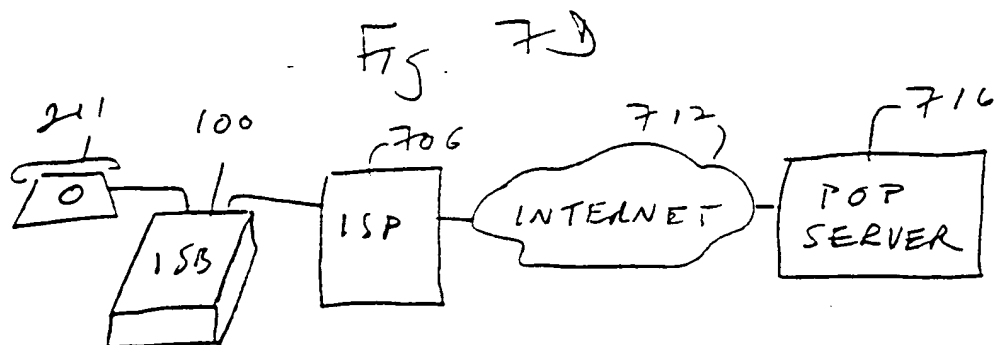 Fig. 7D
211
100
706
712
716
ISB
ISP
INTERNET
POP
SERVER